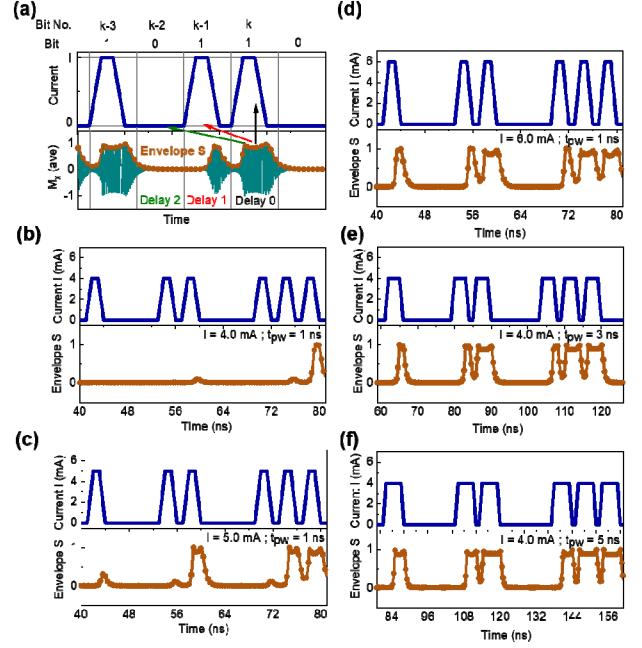 (a)
Bit No. k-3 k-2 k-1 k
Bit 1 0 1 1 0
Current
1
0
Envelope S
Mx (ave)
1
0
-1
Delay 2 Delay 1 Delay 0
Time
(b)
Current I (mA)
6
4
2
0
I = 4.0 mA ; tpw = 1 ns
Envelope S
1
0
40 48 56 64 72 80
Time (ns)
(c)
Current I (mA)
6
4
2
0
I = 5.0 mA ; tpw = 1 ns
Envelope S
1
0
40 48 56 64 72 80
Time (ns)
(d)
Current I (mA)
6
4
2
0
I = 6.0 mA ; tpw = 1 ns
Envelope S
1
0
40 48 56 64 72 80
Time (ns)
(e)
Current I (mA)
6
4
2
0
I = 4.0 mA ; tpw = 3 ns
Envelope S
1
0
60 70 80 90 100 110 120
Time (ns)
(f)
Current I (mA)
6
4
2
0
I = 4.0 mA ; tpw = 5 ns
Envelope S
1
0
84 96 108 120 132 144 156
Time (ns)